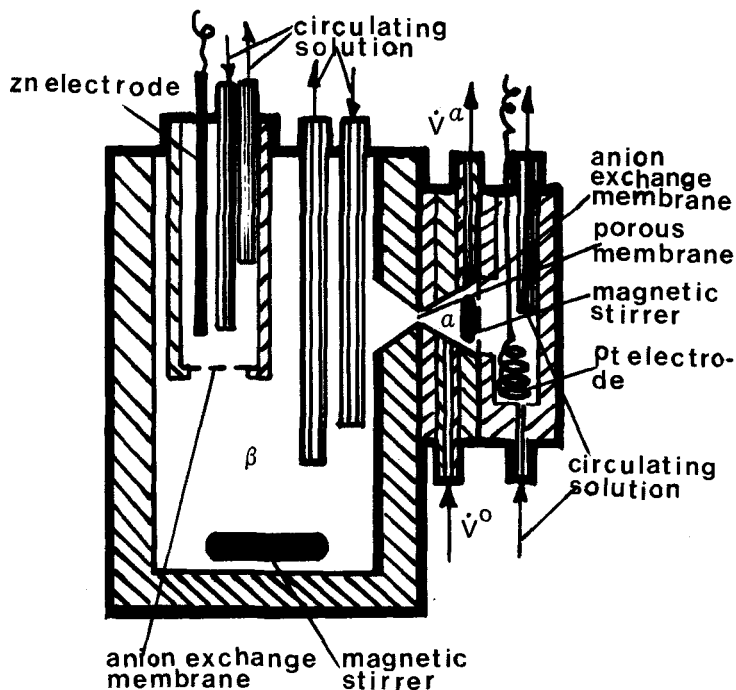 circulating
solution
zn electrode
V̇ᵃ
anion
exchange
membrane
porous
membrane
magnetic
stirrer
a
pt electro-
de
β
circulating
solution
V̇⁰
anion exchange
membrane
magnetic
stirrer